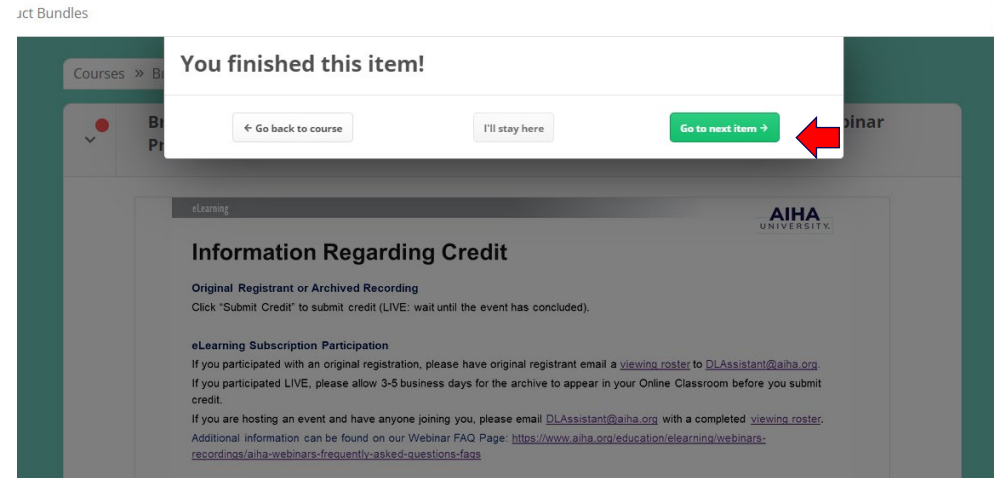 uct Bundles
Courses » B
You finished this item!
← Go back to course
I'll stay here
Go to next item →
Br
binar
Pr
eLearning
AIHA
UNIVERSITY.
Information Regarding Credit
Original Registrant or Archived Recording
Click "Submit Credit" to submit credit (LIVE: wait until the event has concluded).
eLearning Subscription Participation
If you participated with an original registration, please have original registrant email a viewing roster to DLAssistant@aiha.org.
If you participated LIVE, please allow 3-5 business days for the archive to appear in your Online Classroom before you submit
credit.
If you are hosting an event and have anyone joining you, please email DLAssistant@aiha.org with a completed viewing roster.
Additional information can be found on our Webinar FAQ Page: https://www.aiha.org/education/elearning/webinars-
recordings/aiha-webinars-frequently-asked-questions-faqs